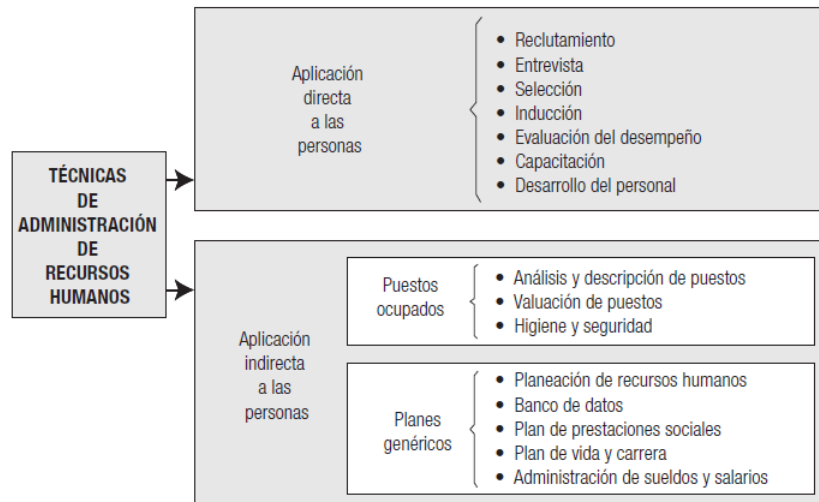 TÉCNICAS
DE
ADMINISTRACIÓN
DE
RECURSOS
HUMANOS
Aplicación
directa
a las
personas
• Reclutamiento
• Entrevista
• Selección
• Inducción
• Evaluación del desempeño
• Capacitación
• Desarrollo del personal
Aplicación
indirecta
a las
personas
Puestos
ocupados
• Análisis y descripción de puestos
• Valuación de puestos
• Higiene y seguridad
Planes
genéricos
• Planeación de recursos humanos
• Banco de datos
• Plan de prestaciones sociales
• Plan de vida y carrera
• Administración de sueldos y salarios